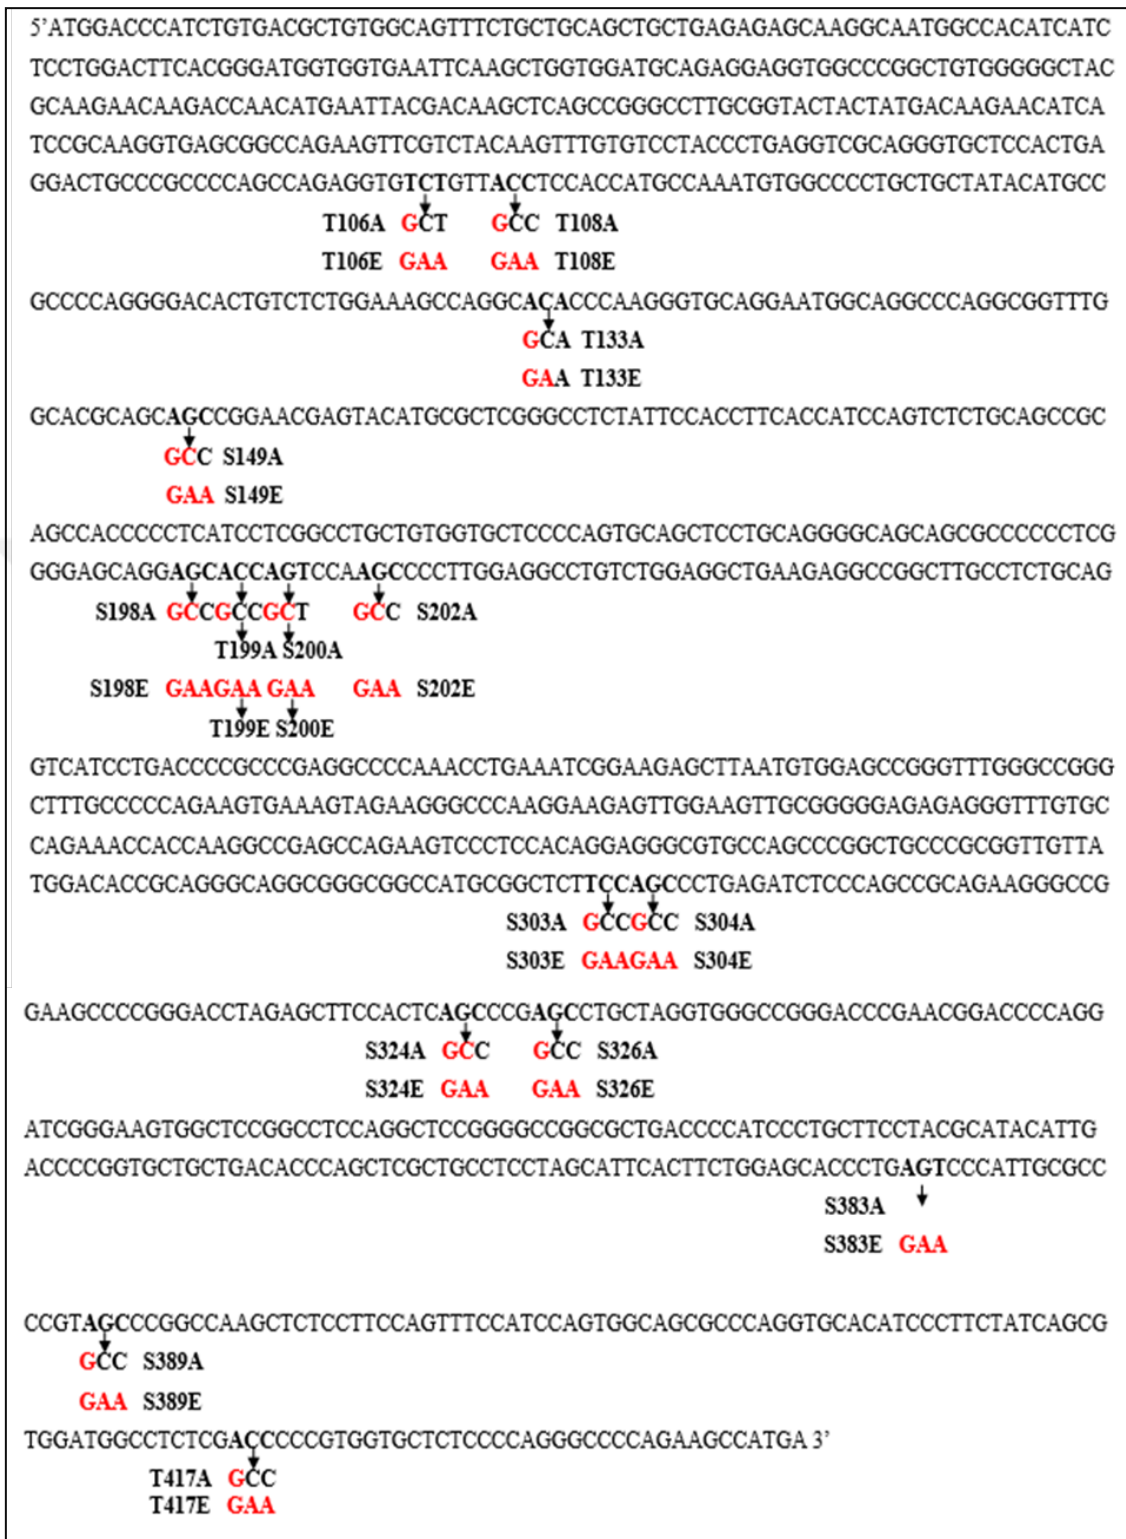 5’ATGGACCCATCTGTGACGCTGTGGCAGTTTCTGCTGCAGCTGCTGAGAGAGCAAGGCAATGGCCACATCATC
TCCTGGACTTCACGGGATGGTGGTGAATTCAAGCTGGTGGATGCAGAGGAGGTGGCCCGGCTGTGGGGGCTAC
GCAAGAACAAGACCAACATGAATTACGACAAGCTCAGCCGGGCCTTGCGGTACTACTATGACAAGAACATCA
TCCGCAAGGTGAGCGGCCAGAAGTTCGTCTACAAGTTTGTGTCCTACCCTGAGGTCGCAGGGTGCTCCACTGA
GGACTGCCCGCCCCAGCCAGAGGTGTCTGTTACCTCCACCATGCCAAATGTGGCCCCTGCTGCTATACATGCC
T106A GCT GCC T108A
T106E GAA GAA T108E
GCCCCAGGGGACACTGTCTCTGGAAAGCCAGGCACACCCAAGGGTGCAGGAATGGCAGGCCCAGGCGGTTTG
GCA T133A
GAA T133E
GCACGCAGCAGCCGGAACGAGTACATGCGCTCGGGCCTCTATTCCACCTTCACCATCCAGTCTCTGCAGCCGC
GCC S149A
GAA S149E
AGCCACCCCCTCATCCTCGGCCTGCTGTGGTGCTCCCCAGTGCAGCTCCTGCAGGGGCAGCAGCGCCCCCCTCG
GGGAGCAGGAGCACCAGTCCAAGCCCCTTGGAGGCCTGTCTGGAGGCTGAAGAGGCCGGCTTGCCTCTGCAG
S198A GCCGCCGCT GCC S202A
T199A S200A
S198E GAAGAA GAA GAA S202E
T199E S200E
GTCATCCTGACCCCGCCCGAGGCCCCAAACCTGAAATCGGAAGAGCTTAATGTGGAGCCGGGTTTGGGCCGGG
CTTTGCCCCCAGAAGTGAAAGTAGAAGGGCCCAAGGAAGAGTTGGAAGTTGCGGGGGAGAGAGGGTTTGTGC
CAGAAACCACCAAGGCCGAGCCAGAAGTCCCTCCACAGGAGGGCGTGCCAGCCCGGCTGCCCGCGGTTGTTA
TGGACACCGCAGGGCAGGCGGGCGGCCATGCGGCTCTTCCAGCCCTGAGATCTCCCAGCCGCAGAAGGGCCG
S303A GCCGCC S304A
S303E GAAGAA S304E
GAAGCCCCGGGACCTAGAGCTTCCACTCAGCCCGAGCCTGCTAGGTGGGCCGGGACCCGAACGGACCCCAGG
S324A GCC GCC S326A
S324E GAA GAA S326E
ATCGGGAAGTGGCTCCGGCCTCCAGGCTCCGGGGCCGGCGCTGACCCCATCCCTGCTTCCTACGCATACATTG
ACCCCGGTGCTGCTGACACCCAGCTCGCTGCCTCCTAGCATTCACTTCTGGAGCACCCTGAGTCCCATTGCGCC
S383A
S383E GAA
CCGTAGCCCGGCCAAGCTCTCCTTCCAGTTTCCATCCAGTGGCAGCGCCCAGGTGCACATCCCTTCTATCAGCG
GCC S389A
GAA S389E
TGGATGGCCTCTCGACCCCCGTGGTGCTCTCCCCAGGGCCCCAGAAGCCATGA 3’
T417A GCC
T417E GAA